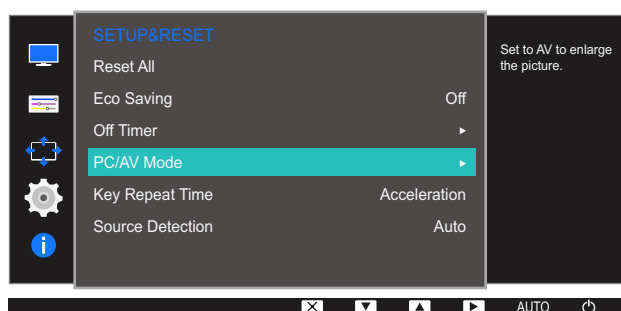 SETUP&RESET
Reset All
Eco Saving Off
Off Timer
PC/AV Mode
Key Repeat Time Acceleration
Source Detection Auto
Set to AV to enlarge
the picture.
AUTO